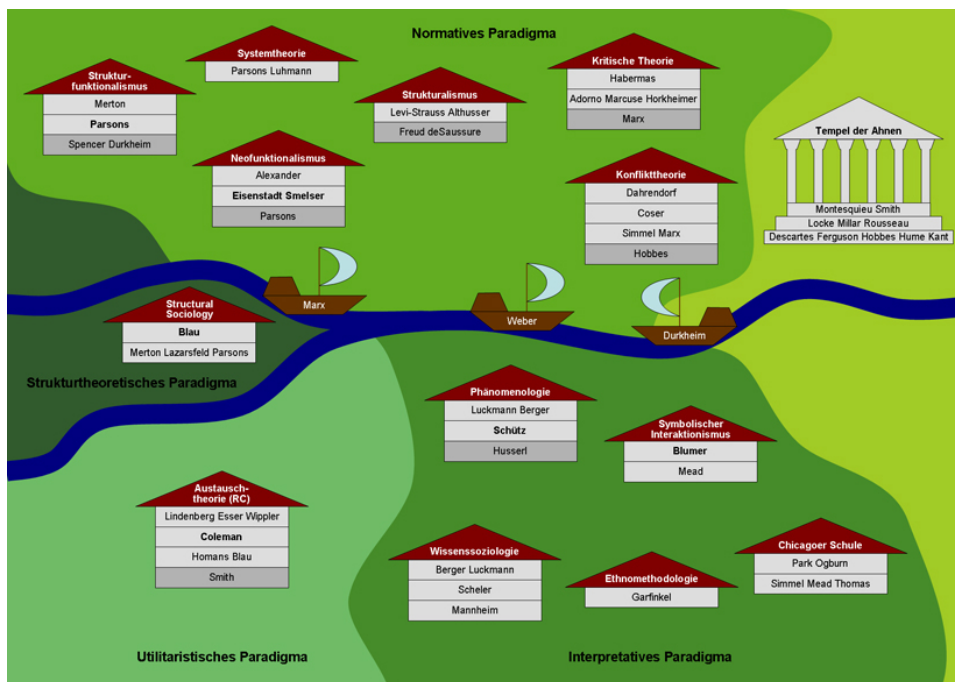 Normatives Paradigma
Systemtheorie
Parsons Luhmann
Struktur-
funktionalismus
Merton
Parsons
Spencer Durkheim
Strukturalismus
Levi-Strauss Althusser
Freud deSaussure
Kritische Theorie
Habermas
Adorno Marcuse Horkheimer
Marx
Neofunktionalismus
Alexander
Eisenstadt Smelser
Parsons
Konflikttheorie
Dahrendorf
Coser
Simmel Marx
Hobbes
Tempel der Ahnen
Montesquieu Smith
Locke Millar Rousseau
Descartes Ferguson Hobbes Hume Kant
Marx
Weber
Durkheim
Structural
Sociology
Blau
Merton Lazarsfeld Parsons
Strukturtheoretisches Paradigma
Phänomenologie
Luckmann Berger
Schütz
Husserl
Symbolischer
Interaktionismus
Blumer
Mead
Austausch-
theorie (RC)
Lindenberg Esser Wippler
Coleman
Homans Blau
Smith
Wissenssoziologie
Berger Luckmann
Scheler
Mannheim
Ethnomethodologie
Garfinkel
Chicagoer Schule
Park Ogburn
Simmel Mead Thomas
Utilitaristisches Paradigma
Interpretatives Paradigma